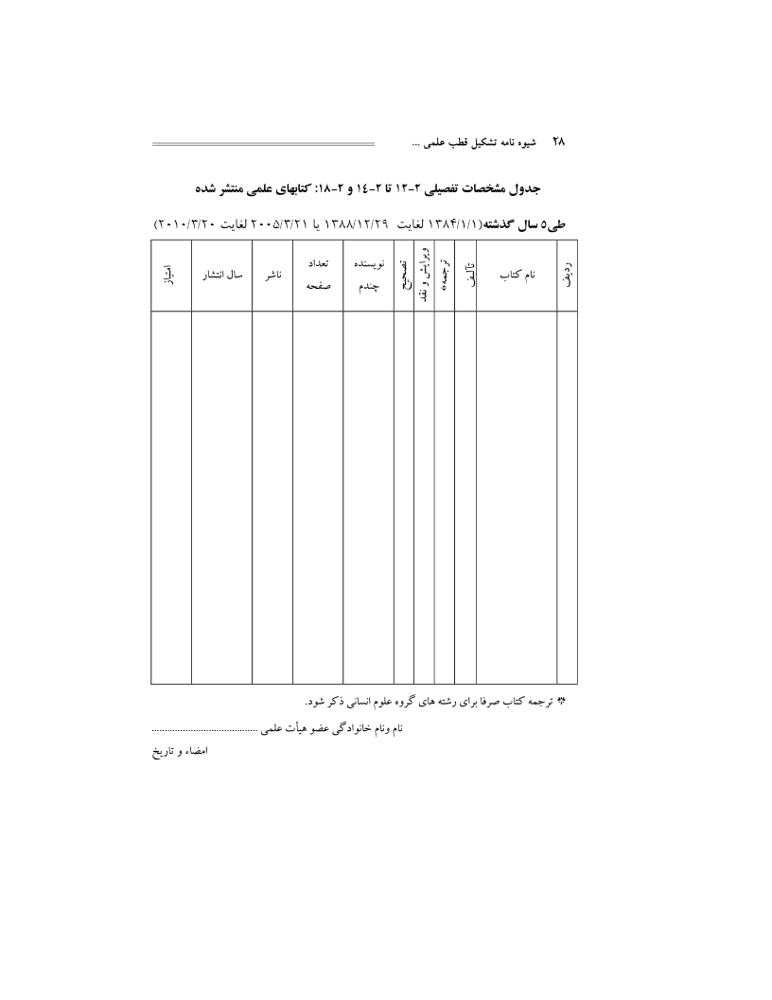 ۲۸ شیوه نامه تشکیل قطب علمی ...
جدول مشخصات تفصیلی ۲-۱۲ تا ۲-۱٤ و ۲-۱۸: کتابهای علمی منتشر شده
طی۵ سال گذشته(۱۳۸۴/۱/۱ لغایت ۱۳۸۸/۱۲/۲۹ یا ۲۰۰۵/۳/۲۱ لغایت ۲۰۱۰/۳/۲۰)
ردیف
نام کتاب
تألیف
ترجمه*
ویرایش و نقد
تصحیح
نویسنده
چندم
تعداد
صفحه
ناشر
سال انتشار
امتیاز
* ترجمه کتاب صرفا برای رشته های گروه علوم انسانی ذکر شود.
نام ونام خانوادگی عضو هیأت علمی .........................................
امضاء و تاریخ